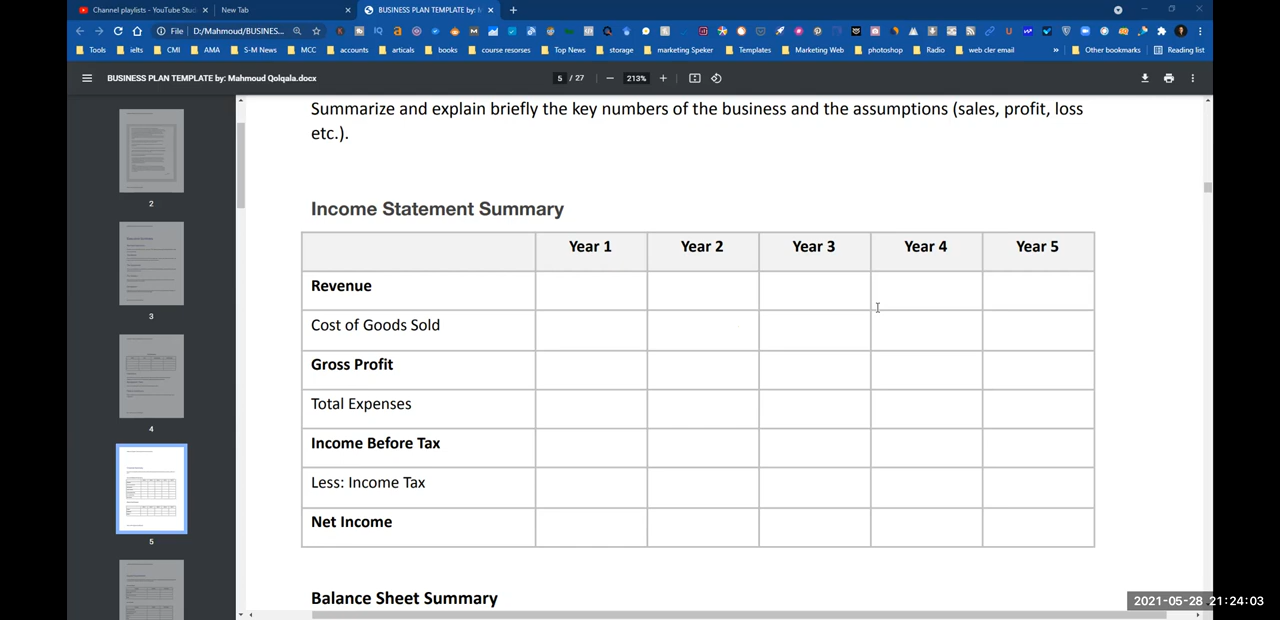 Channel playlists - YouTube Stud
New Tab
BUSINESS PLAN TEMPLATE by: M
File D:/Mahmoud/BUSINES...
Tools ielts CMI AMA S-M News MCC accounts articals books course resorses Top News storage marketing Speker Templates Marketing Web photoshop Radio web cler email » Other bookmarks Reading list
BUSINESS PLAN TEMPLATE by: Mahmoud Qolqala.docx
5 / 27
213%
2
3
4
5
Summarize and explain briefly the key numbers of the business and the assumptions (sales, profit, loss
etc.).
Income Statement Summary
Year 1 Year 2 Year 3 Year 4 Year 5
Revenue
Cost of Goods Sold
Gross Profit
Total Expenses
Income Before Tax
Less: Income Tax
Net Income
Balance Sheet Summary
2021-05-28 21:24:03